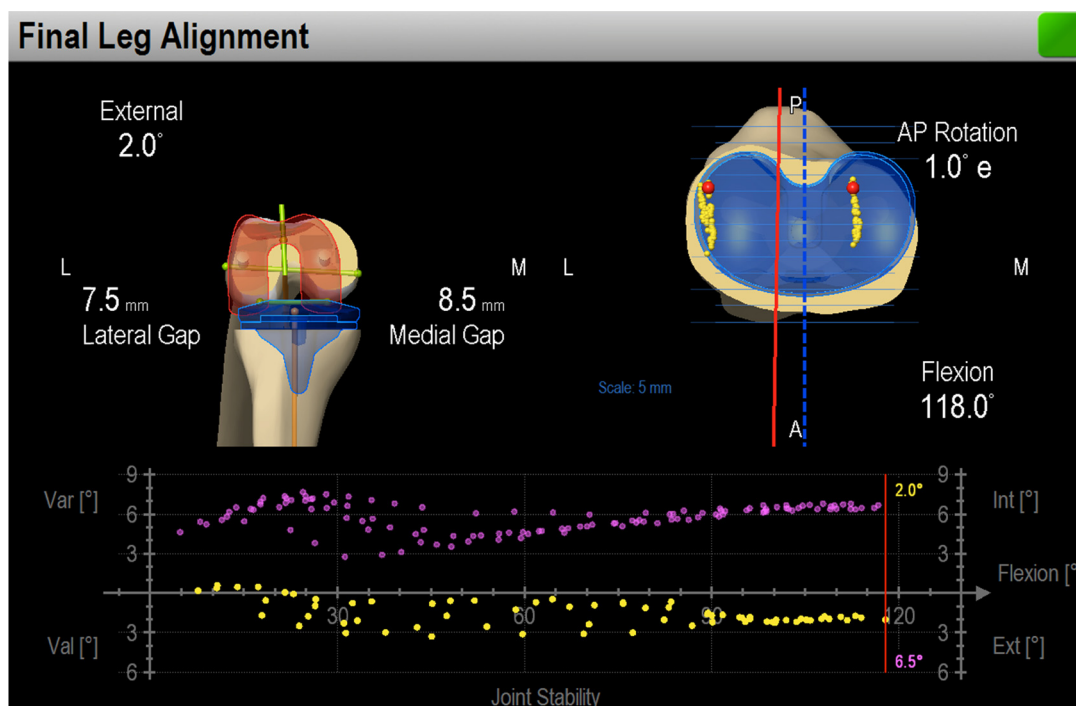 Final Leg Alignment
External
2.0°
L
M
7.5 mm
Lateral Gap
8.5 mm
Medial Gap
P
AP Rotation
1.0° e
L
M
Scale: 5 mm
Flexion
118.0°
A
9
9
Var [°]
2.0°
Int [°]
6
6
3
3
Flexion [°
30
60
90
120
3
3
Val [°]
Ext [°]
6
6.5°
6
Joint Stability